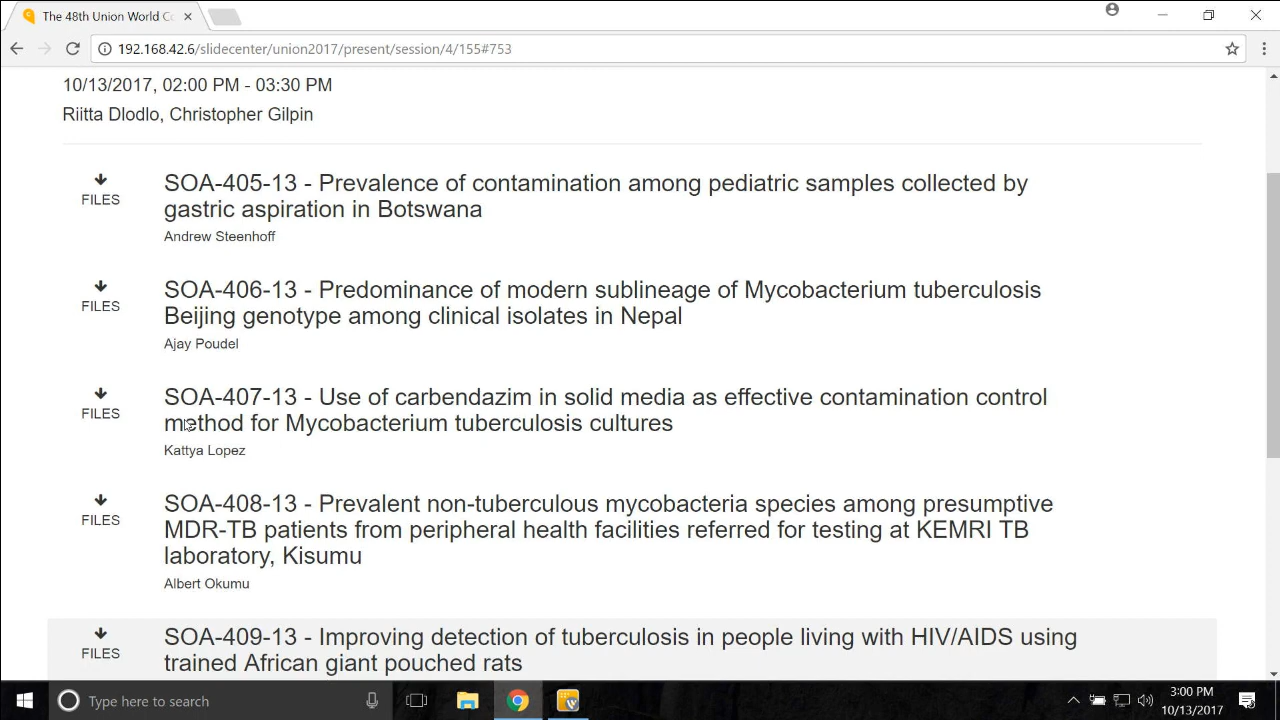 The 48th Union World Co
192.168.42.6/slidecenter/union2017/present/session/4/155#753
10/13/2017, 02:00 PM - 03:30 PM
Riitta Dlodlo, Christopher Gilpin
FILES
SOA-405-13 - Prevalence of contamination among pediatric samples collected by
gastric aspiration in Botswana
Andrew Steenhoff
FILES
SOA-406-13 - Predominance of modern sublineage of Mycobacterium tuberculosis
Beijing genotype among clinical isolates in Nepal
Ajay Poudel
FILES
SOA-407-13 - Use of carbendazim in solid media as effective contamination control
method for Mycobacterium tuberculosis cultures
Kattya Lopez
FILES
SOA-408-13 - Prevalent non-tuberculous mycobacteria species among presumptive
MDR-TB patients from peripheral health facilities referred for testing at KEMRI TB
laboratory, Kisumu
Albert Okumu
FILES
SOA-409-13 - Improving detection of tuberculosis in people living with HIV/AIDS using
trained African giant pouched rats
Type here to search
3:00 PM
10/13/2017